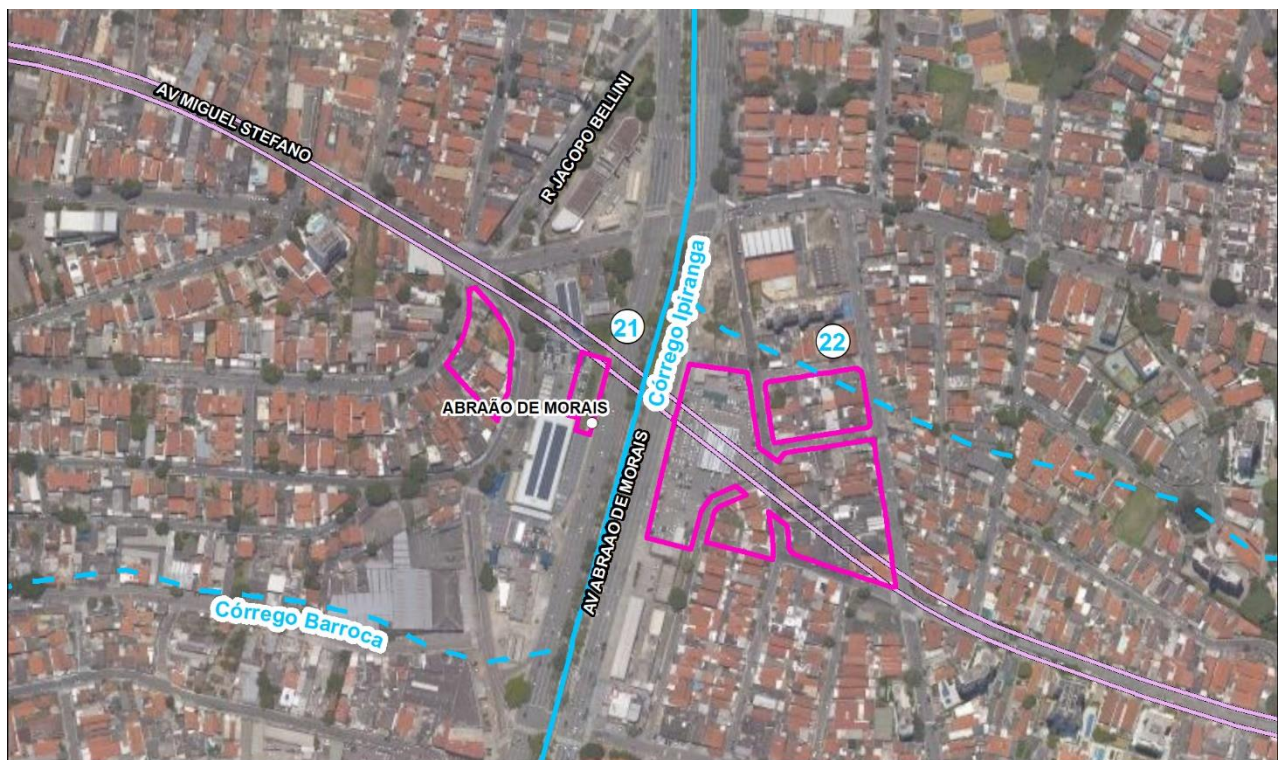 AV MIGUEL STEFANO
R JACOPO BELLINI
Córrego Ipiranga
21
22
ABRAÃO DE MORAIS
AV ABRAAO DE MORAIS
Córrego Barroca